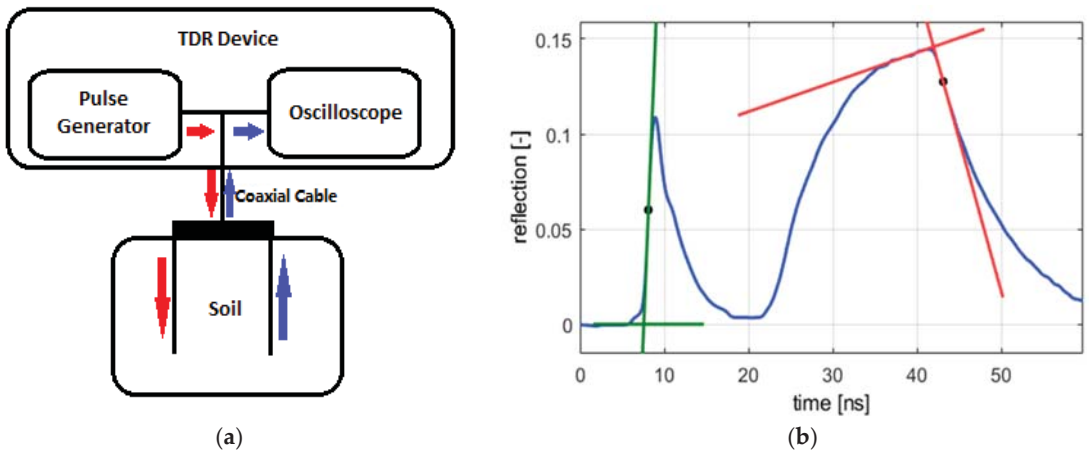 TDR Device
Pulse
Generator
Oscilloscope
Coaxial Cable
Soil
(a)
reflection [-]
0.15
0.1
0.05
0
0
10
20
30
40
50
time [ns]
(b)